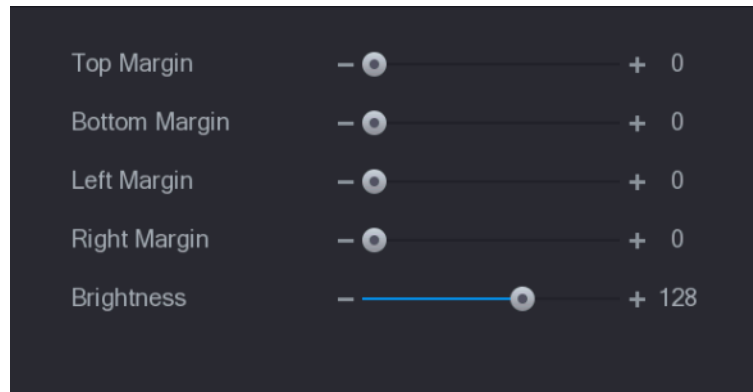 Top Margin – + 0
Bottom Margin – + 0
Left Margin – + 0
Right Margin – + 0
Brightness – + 128